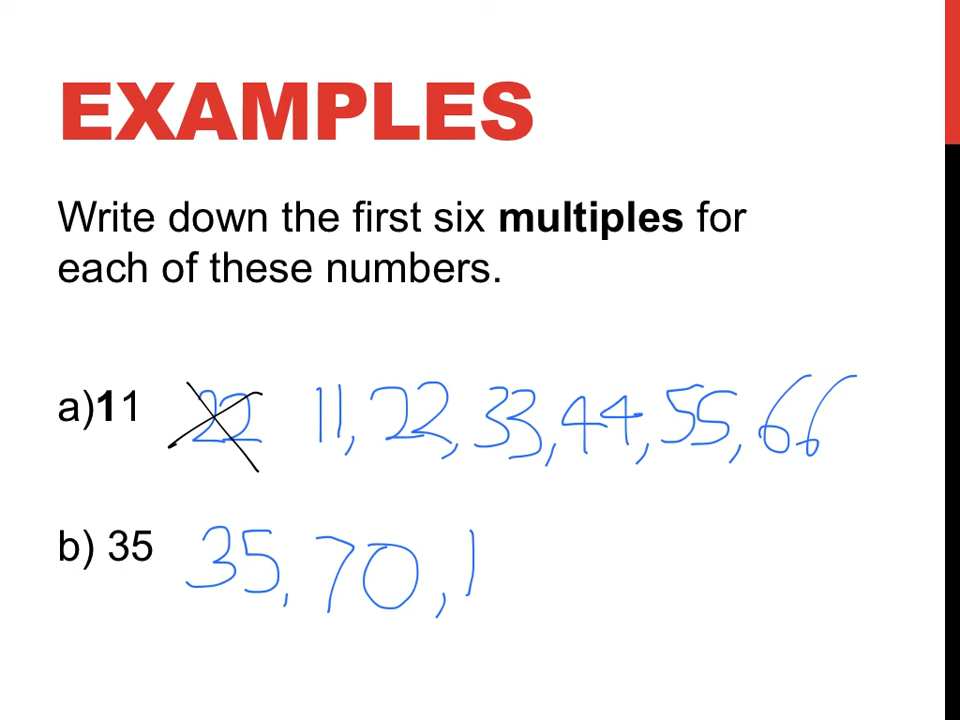 EXAMPLES
Write down the first six multiples for
each of these numbers.
a)11 22 11, 22, 33, 44, 55, 66
b) 35 35, 70, 1